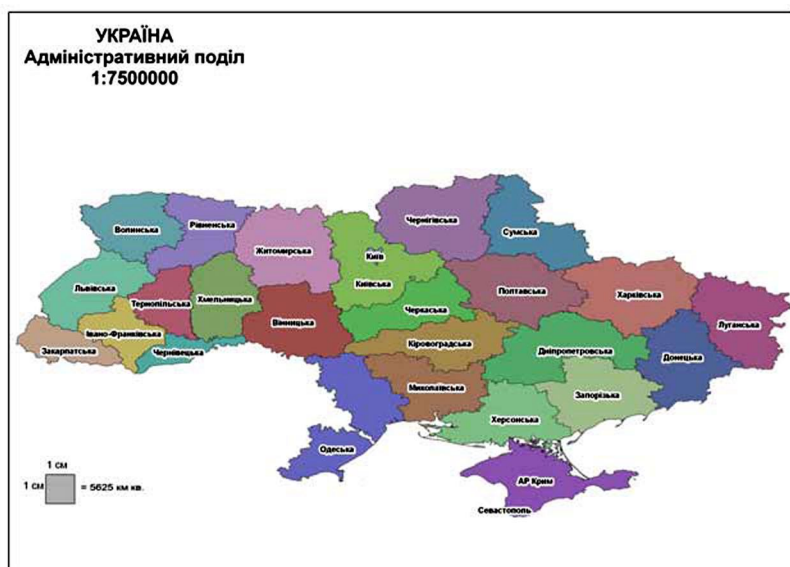 УКРАЇНА
Адміністративний поділ
1:7500000
Чернігівська
Рівненська
Волинська
Сумська
Житомирська
Київ
Київська
Львівська
Тернопільська
Хмельницька
Полтавська
Харківська
Черкаська
Вінницька
Луганська
Івано-Франківська
Кіровоградська
Закарпатська
Чернівецька
Дніпропетровська
Донецька
Миколаївська
Запорізька
Херсонська
Одеська
1 см
1 см = 5625 км кв.
АР Крим
Севастополь